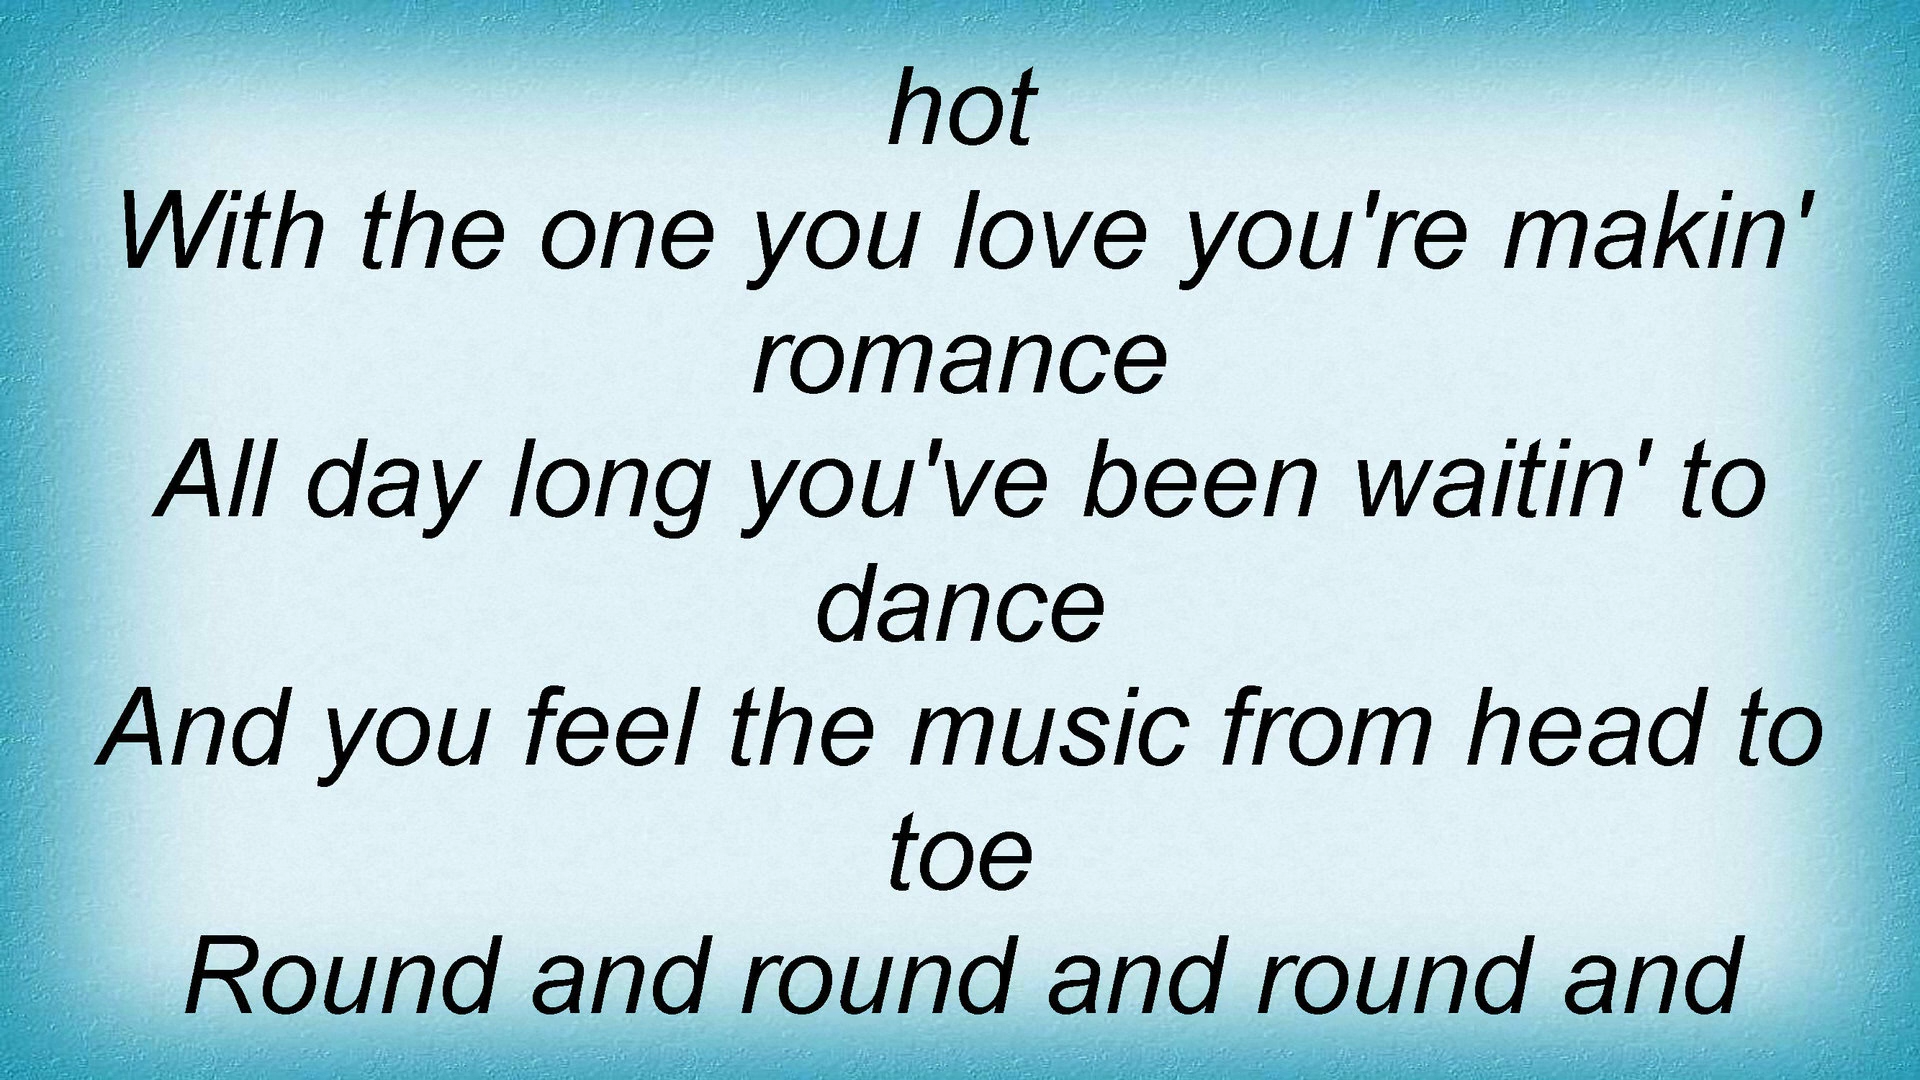 hot
With the one you love you're makin'
romance
All day long you've been waitin' to
dance
And you feel the music from head to
toe
Round and round and round and